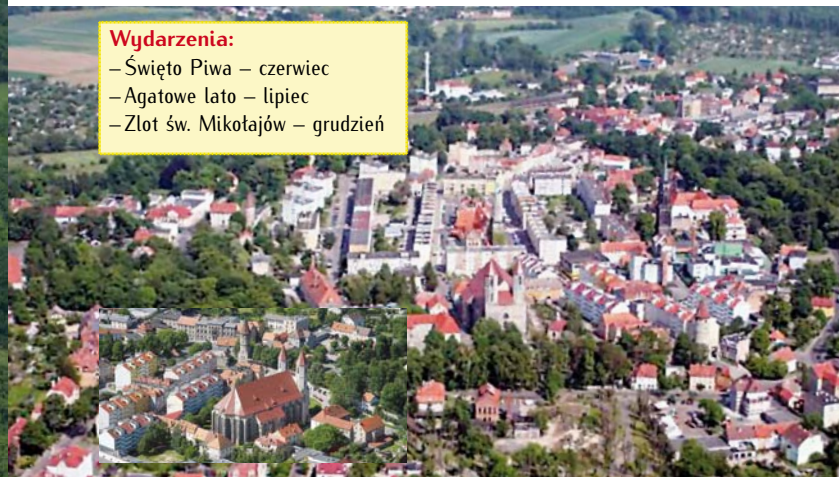 Wydarzenia:
– Święto Piwa – czerwiec
– Agatowe lato – lipiec
– Zlot św. Mikołajów – grudzień